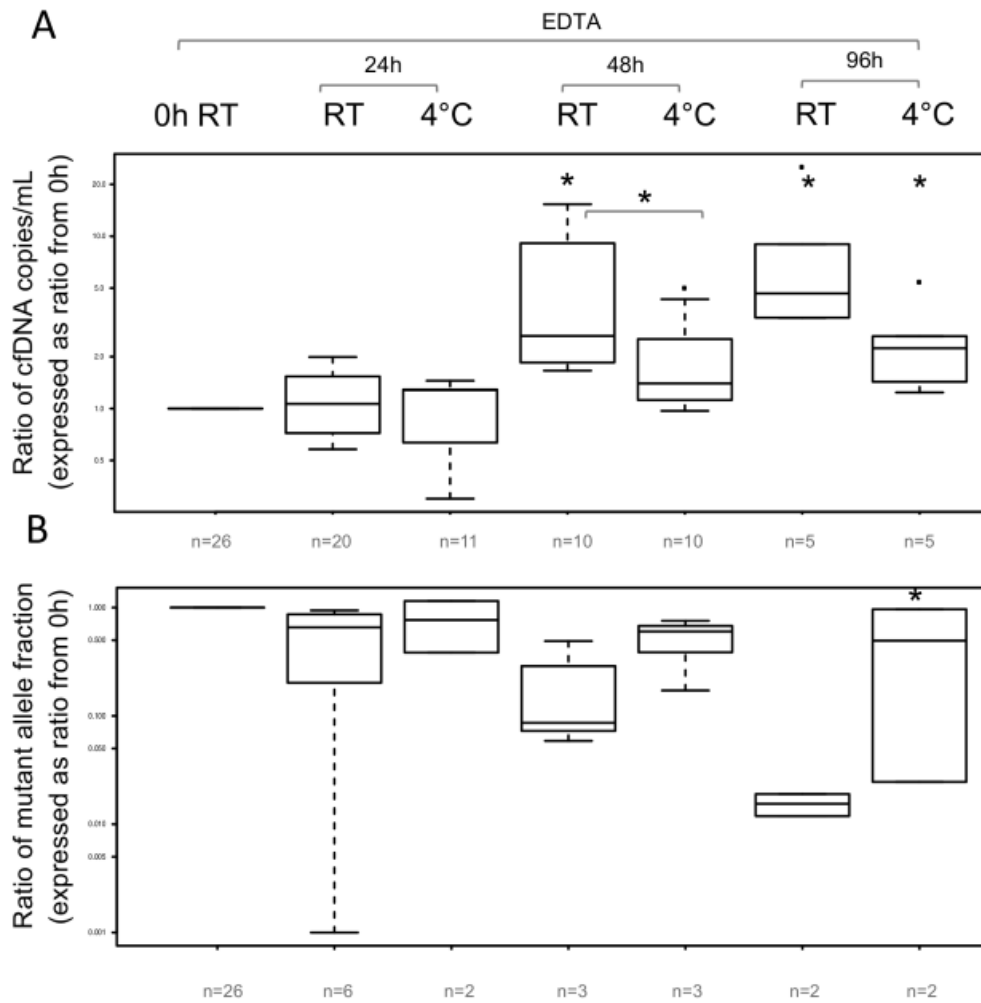 A
EDTA
24h 48h 96h
0h RT RT 4°C RT 4°C RT 4°C
Ratio of cfDNA copies/mL
(expressed as ratio from 0h)
20.0
10.0
5.0
2.0
1.0
0.5
* * * *
n=26 n=20 n=11 n=10 n=10 n=5 n=5
B
Ratio of mutant allele fraction
(expressed as ratio from 0h)
1.000
0.500
0.100
0.050
0.010
0.005
0.001
*
n=26 n=6 n=2 n=3 n=3 n=2 n=2